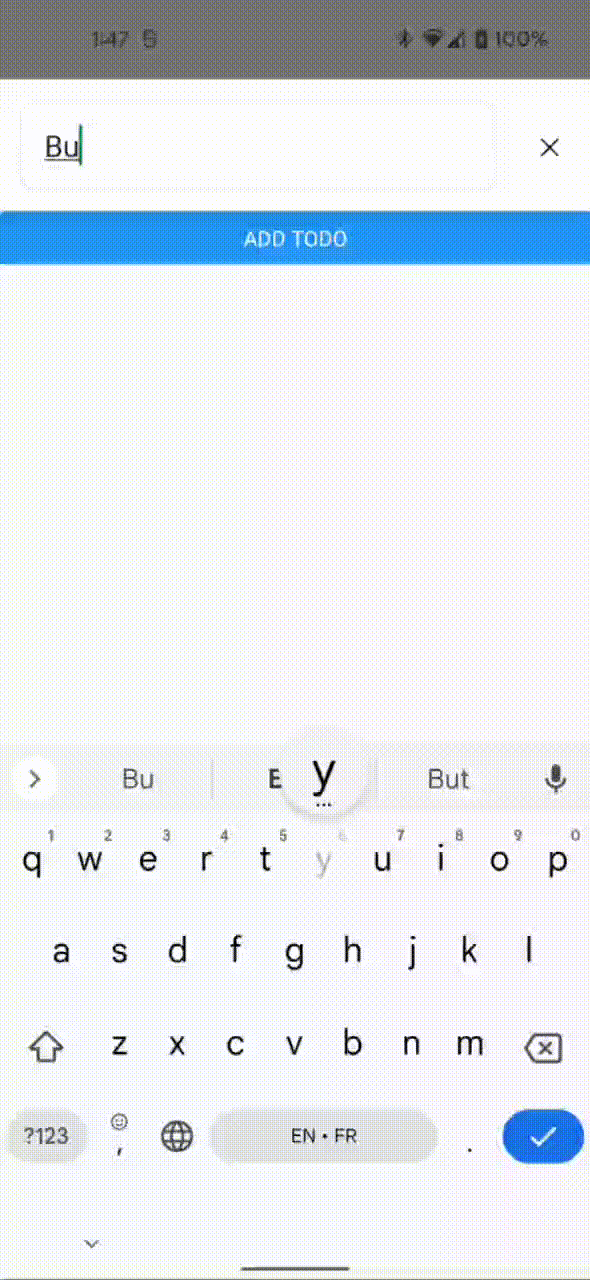 1:47 100%
Bu
ADD TODO
Bu y But
1 2 3 4 5 6 7 8 9 0
q w e r t y u i o p
a s d f g h j k l
z x c v b n m
?123 , EN • FR .